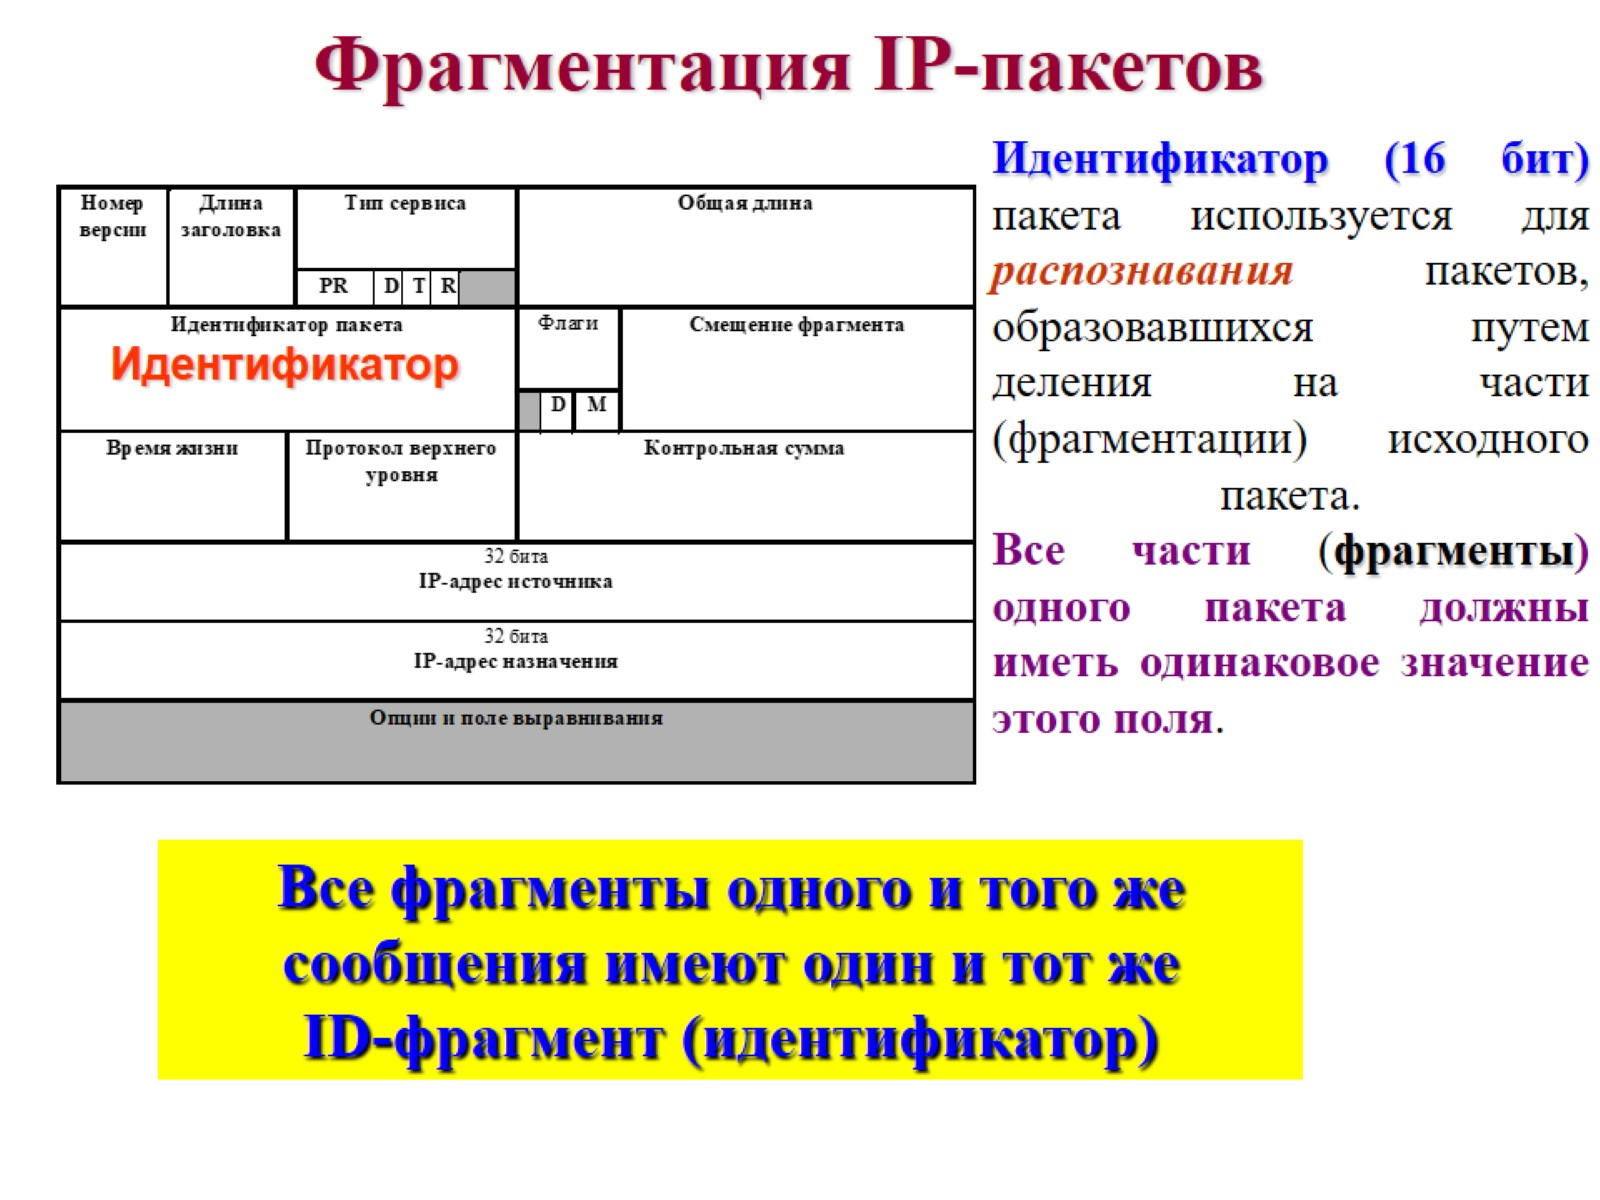 Фрагментация IP-пакетов
Номер версии
Длина заголовка
Тип сервиса
PR D T R
Общая длина
Идентификатор пакета
Идентификатор
Флаги
D M
Смещение фрагмента
Время жизни
Протокол верхнего
уровня
Контрольная сумма
32 бита
IP-адрес источника
32 бита
IP-адрес назначения
Опции и поле выравнивания
Идентификатор (16 бит)
пакета используется для
распознавания пакетов,
образовавшихся путем
деления на части
(фрагментации) исходного
пакета.
Все части (фрагменты)
одного пакета должны
иметь одинаковое значение
этого поля.
Все фрагменты одного и того же
сообщения имеют один и тот же
ID-фрагмент (идентификатор)